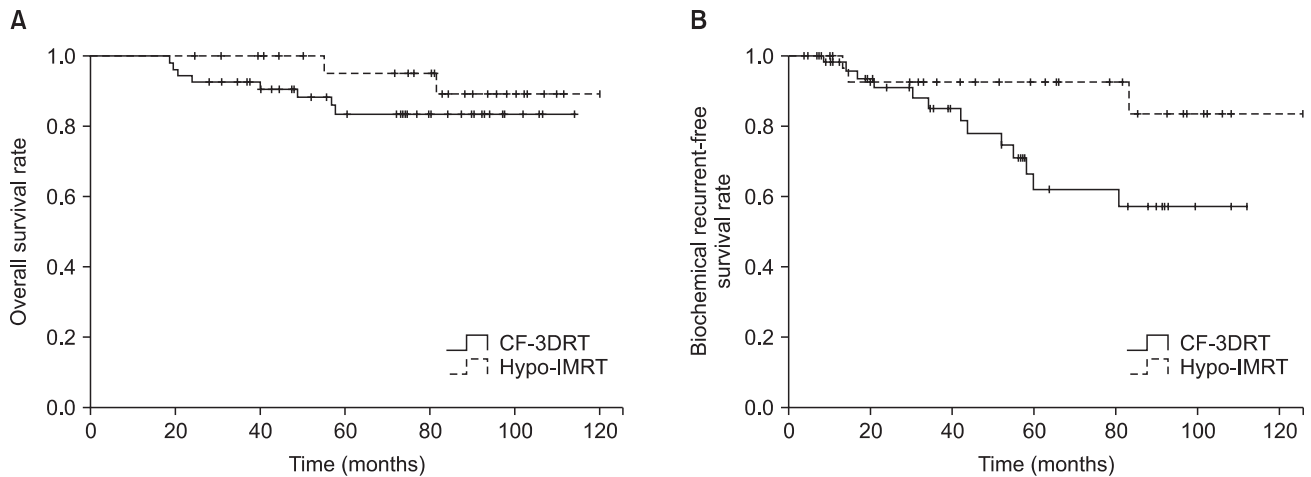 A
Overall survival rate
1.0
0.8
0.6
0.4
0.2
0.0
CF-3DRT
Hypo-IMRT
0 20 40 60 80 100 120
Time (months)
B
Biochemical recurrent-free
survival rate
1.0
0.8
0.6
0.4
0.2
0.0
CF-3DRT
Hypo-IMRT
0 20 40 60 80 100 120
Time (months)